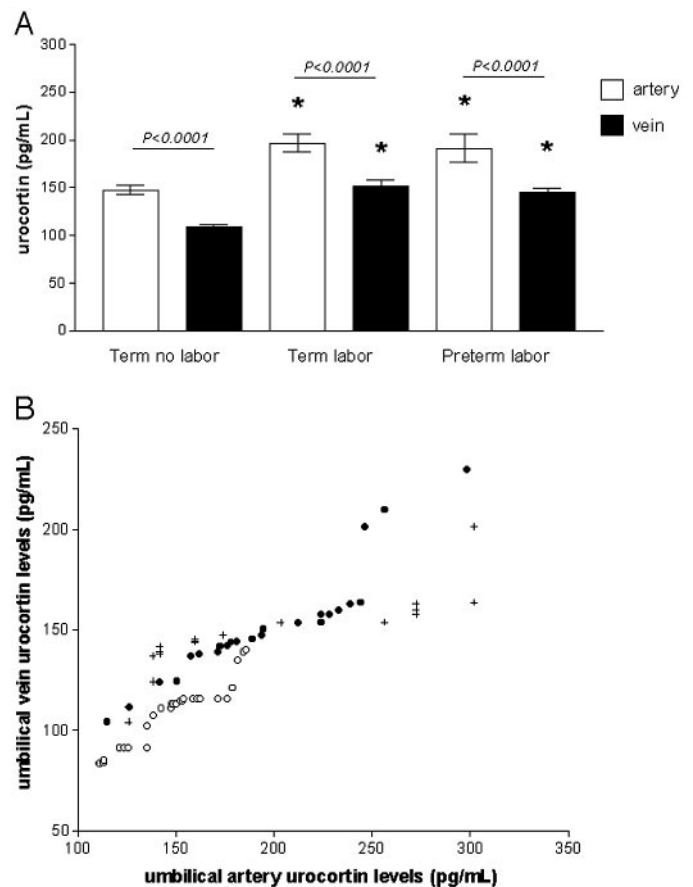 A
300
250
200
150
100
50
0
urocortin (pg/mL)
P<0.0001
P<0.0001
P<0.0001
*
*
*
*
artery
vein
Term no labor
Term labor
Preterm labor
B
250
200
150
100
50
umbilical vein urocortin levels (pg/mL)
100 150 200 250 300 350
umbilical artery urocortin levels (pg/mL)